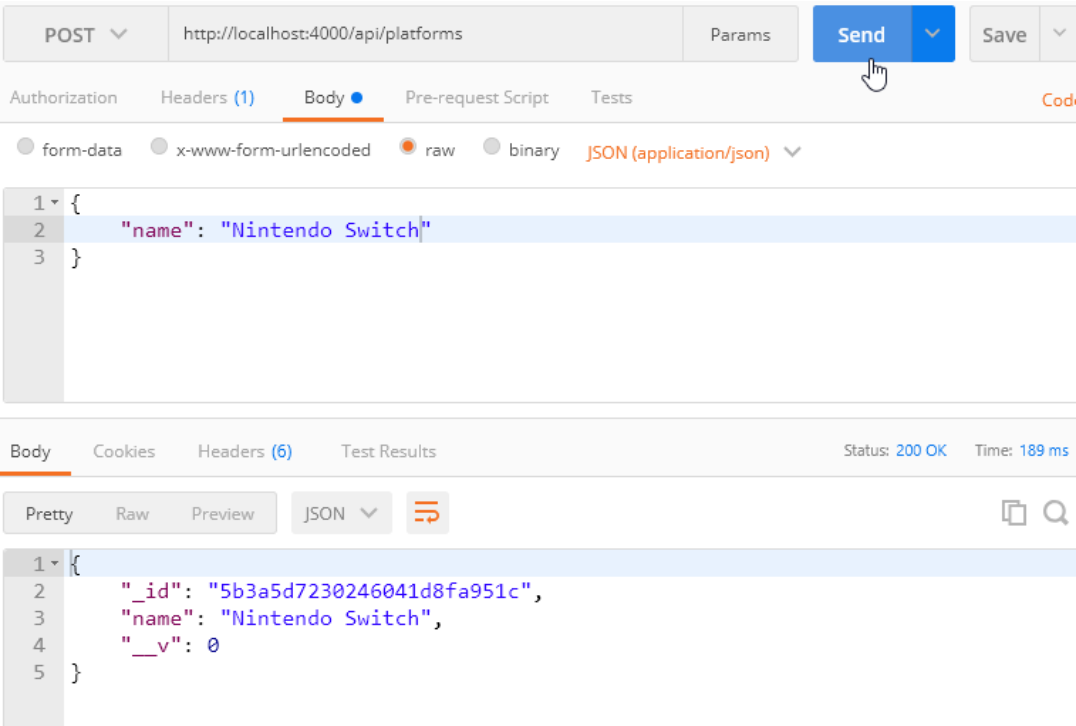 POST http://localhost:4000/api/platforms Params Send Save
Authorization Headers (1) Body Pre-request Script Tests Code
form-data x-www-form-urlencoded raw binary JSON (application/json)
1 {
2 "name": "Nintendo Switch"
3 }
Body Cookies Headers (6) Test Results Status: 200 OK Time: 189 ms
Pretty Raw Preview JSON
1 {
2 "_id": "5b3a5d7230246041d8fa951c",
3 "name": "Nintendo Switch",
4 "__v": 0
5 }